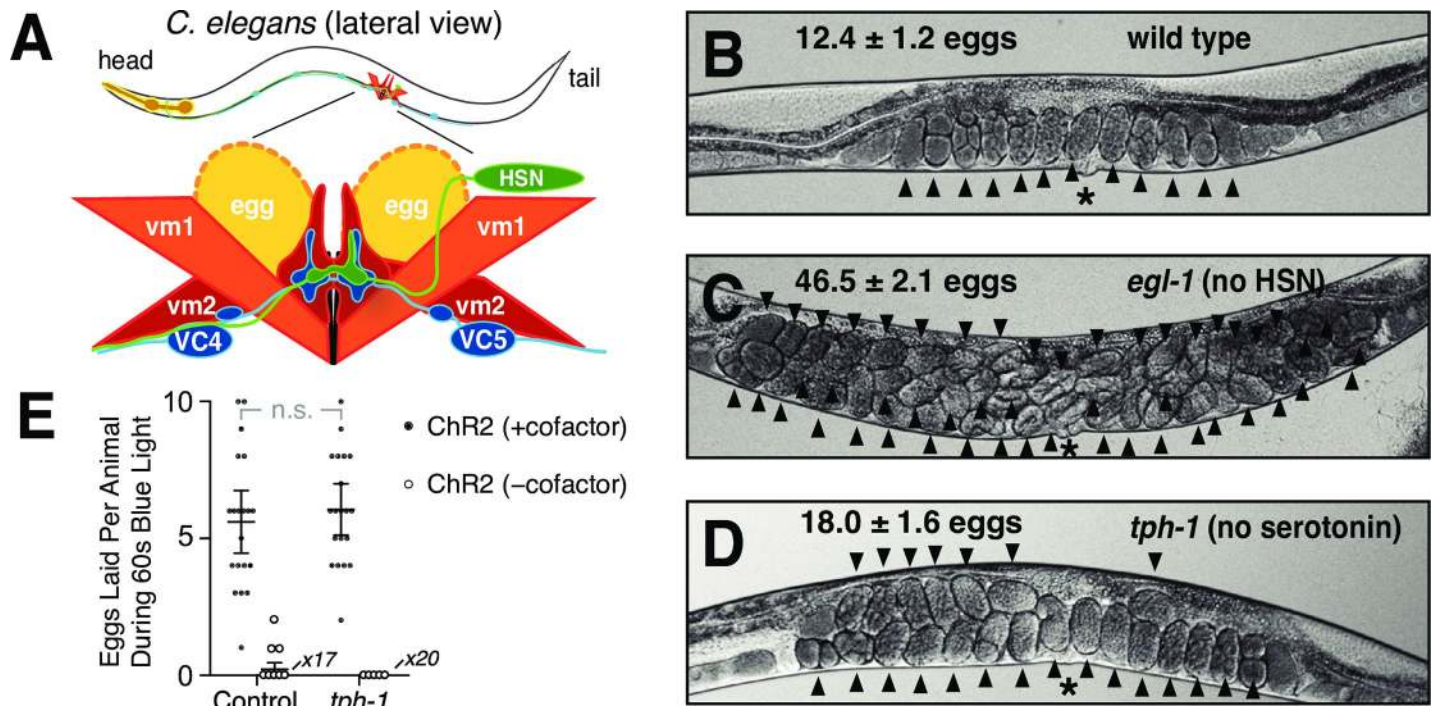 A
C. elegans (lateral view)
head
tail
HSN
egg
egg
vm1
vm1
vm2
vm2
VC4
VC5
B
12.4 ± 1.2 eggs
wild type
*
C
46.5 ± 2.1 eggs
egl-1 (no HSN)
*
D
18.0 ± 1.6 eggs
tph-1 (no serotonin)
*
E
Eggs Laid Per Animal
During 60s Blue Light
10
5
0
n.s.
ChR2 (+cofactor)
ChR2 (−cofactor)
x17
x20
Control
tph-1